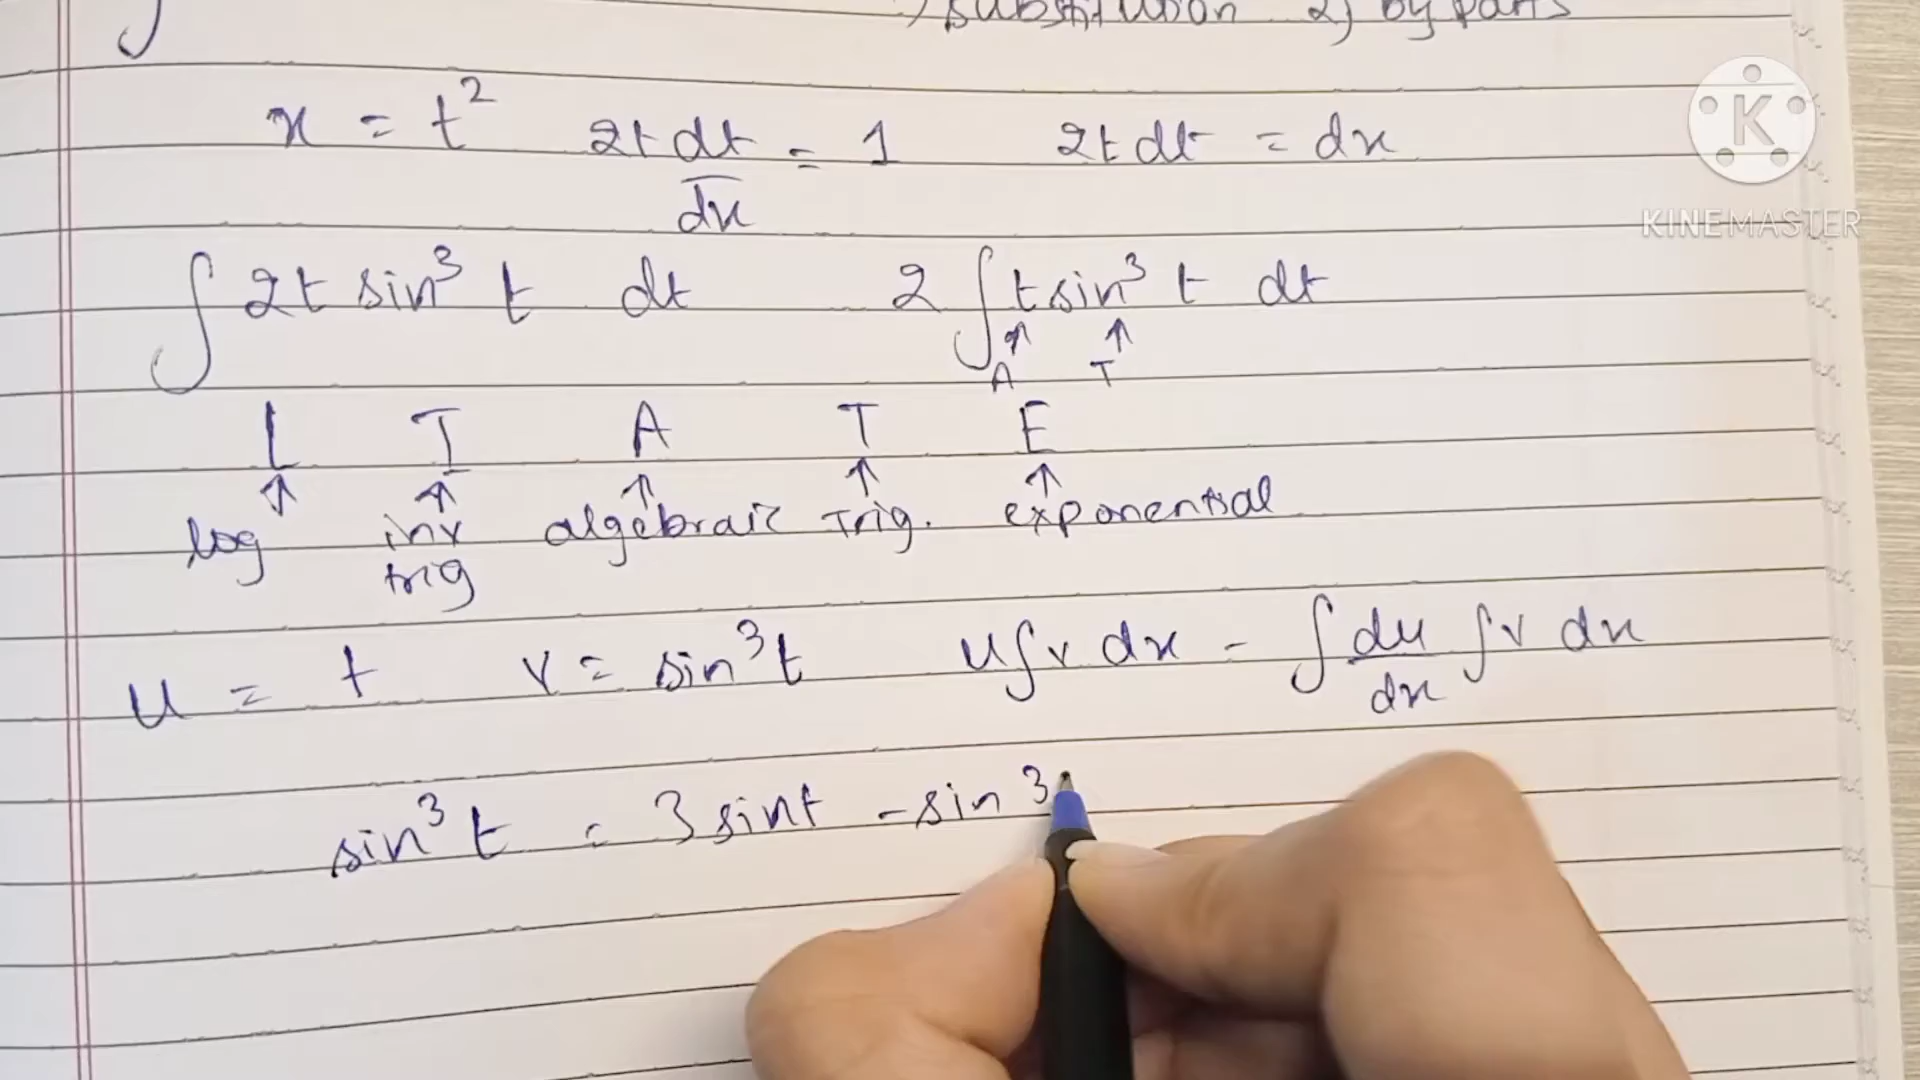 substitution 2) by parts
x = t² 2t dt/dx = 1 2t dt = dx
K
KINEMASTER
∫ 2t sin³ t dt 2 ∫ t sin³ t dt
A T
L I A T E
log inv trig algebraic Trig. exponential
u = t v = sin³t u∫v dx - ∫ du/dx ∫v dx
sin³ t = 3 sint - sin 3